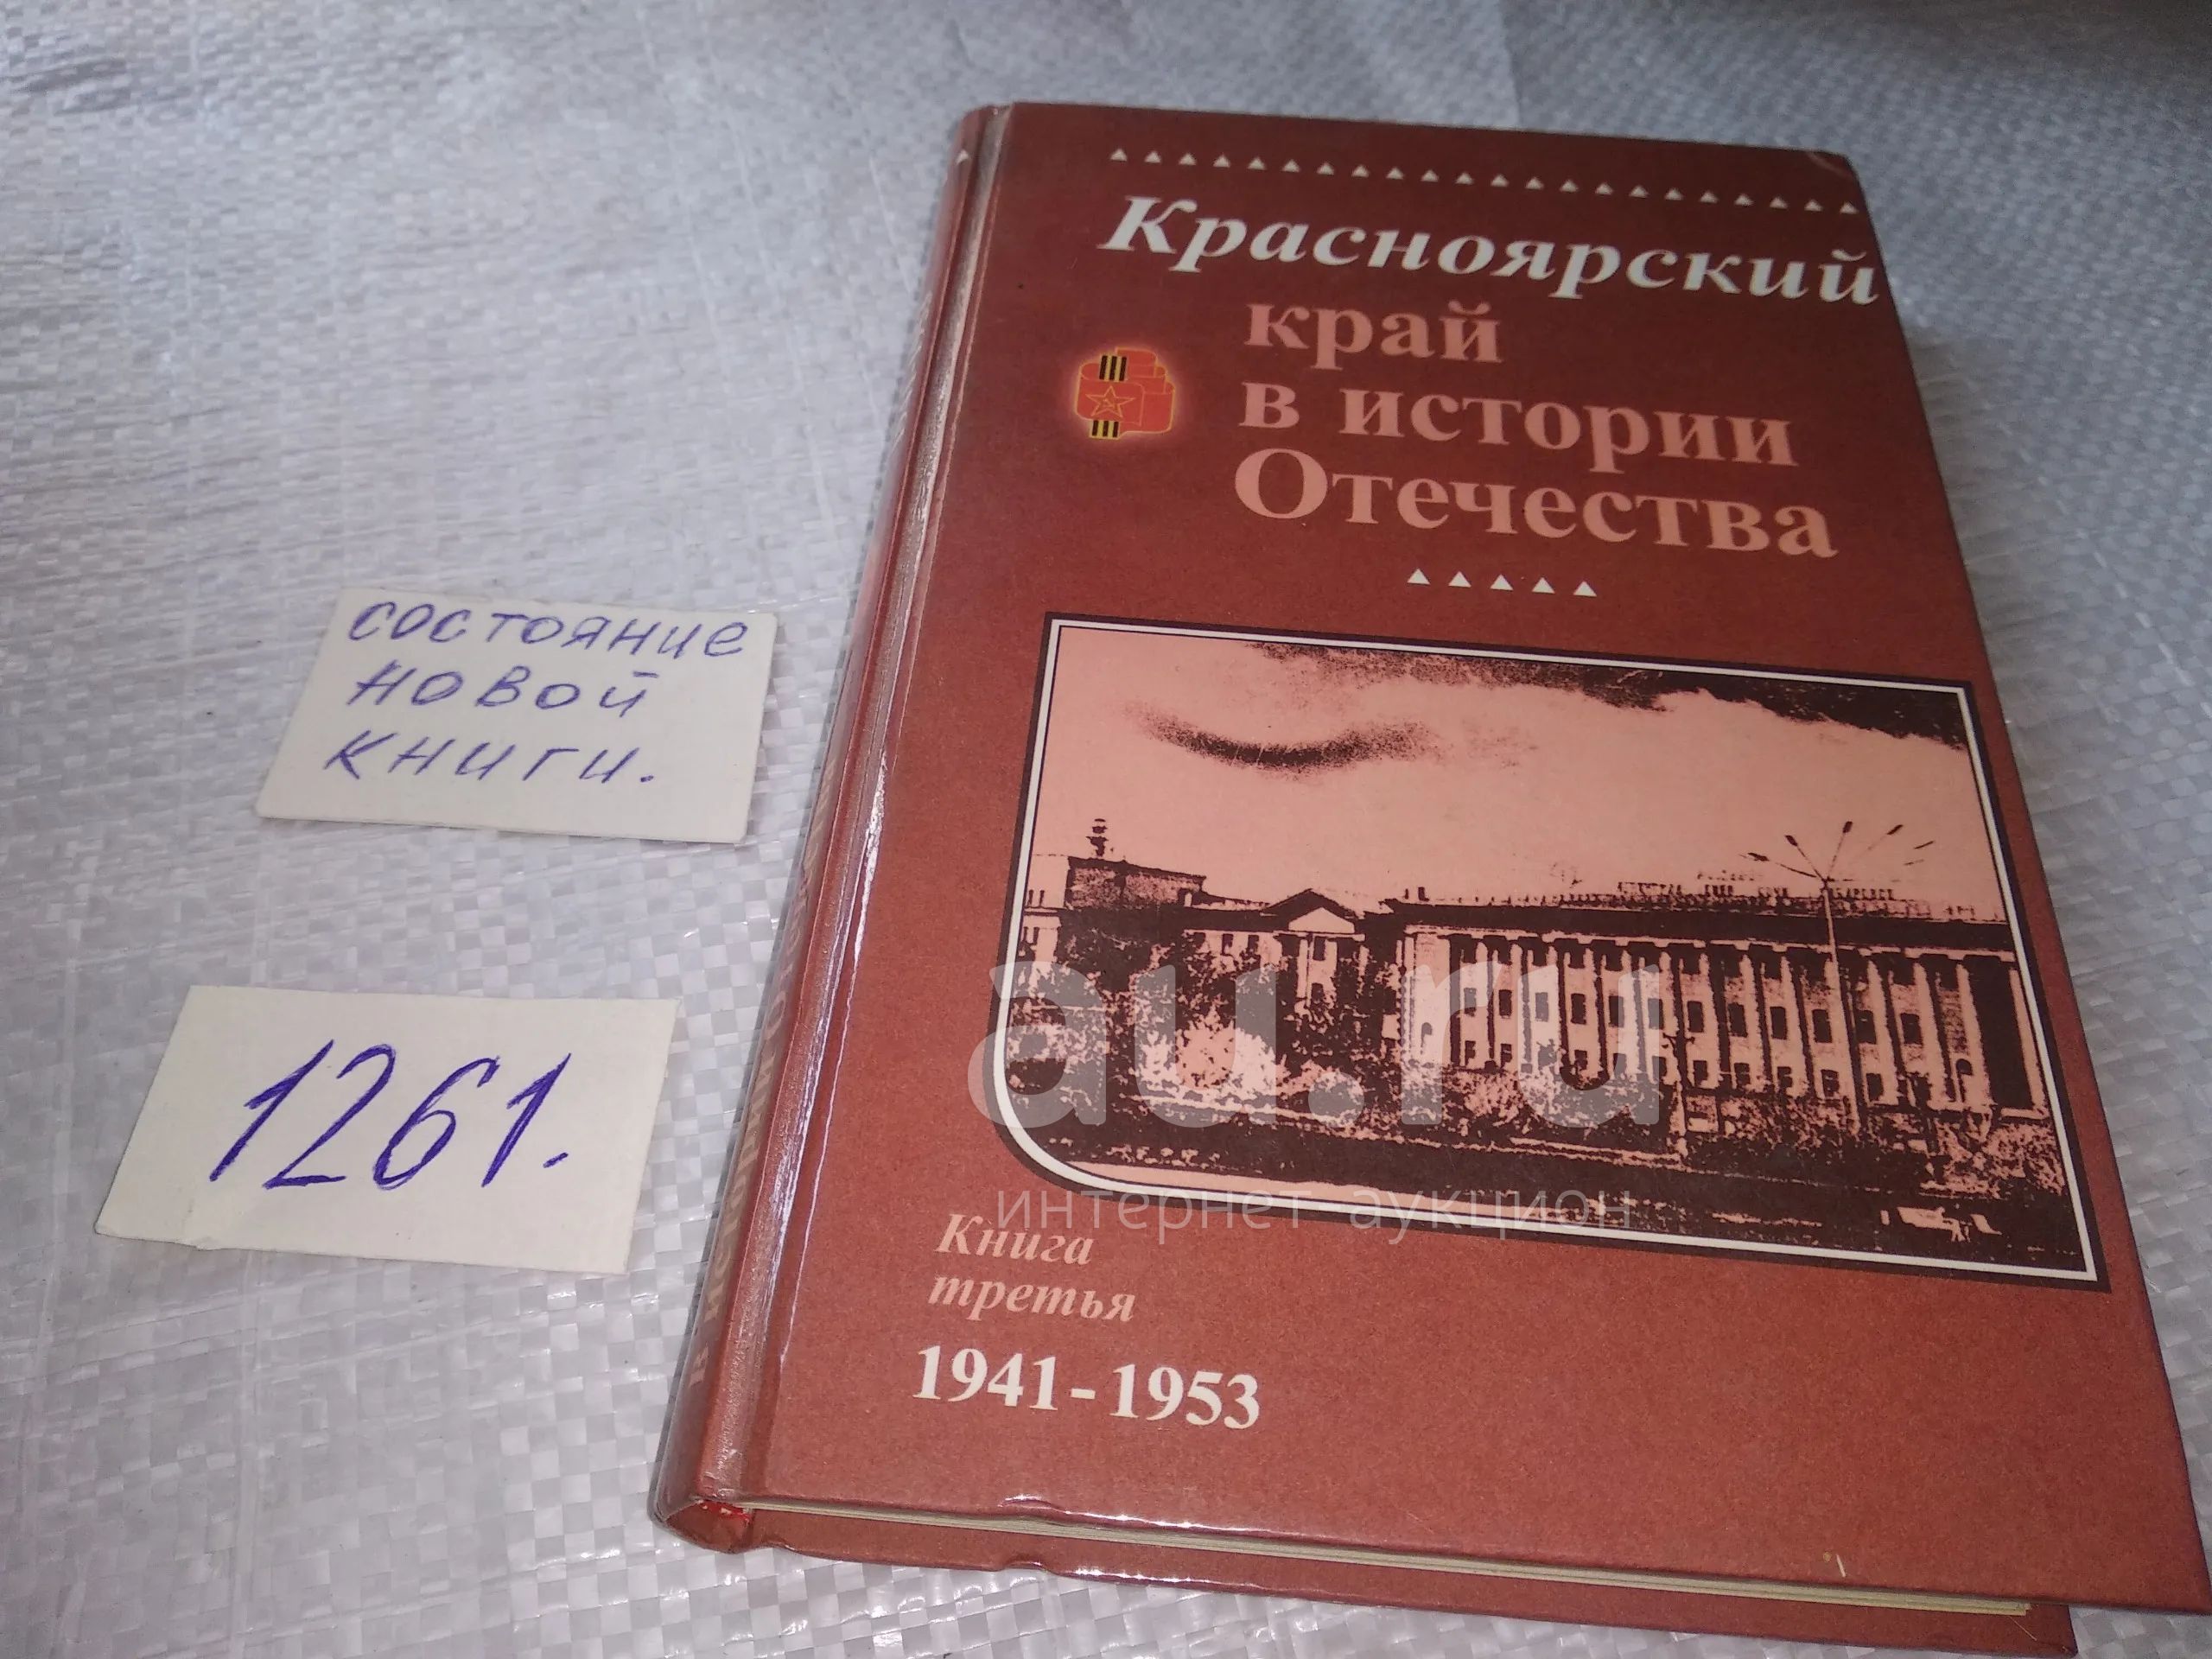 Красноярский
край
в истории
Отечества
состояние
новой
книги.
1261.
au.ru
интернет-аукцион
Книга
третья
1941-1953